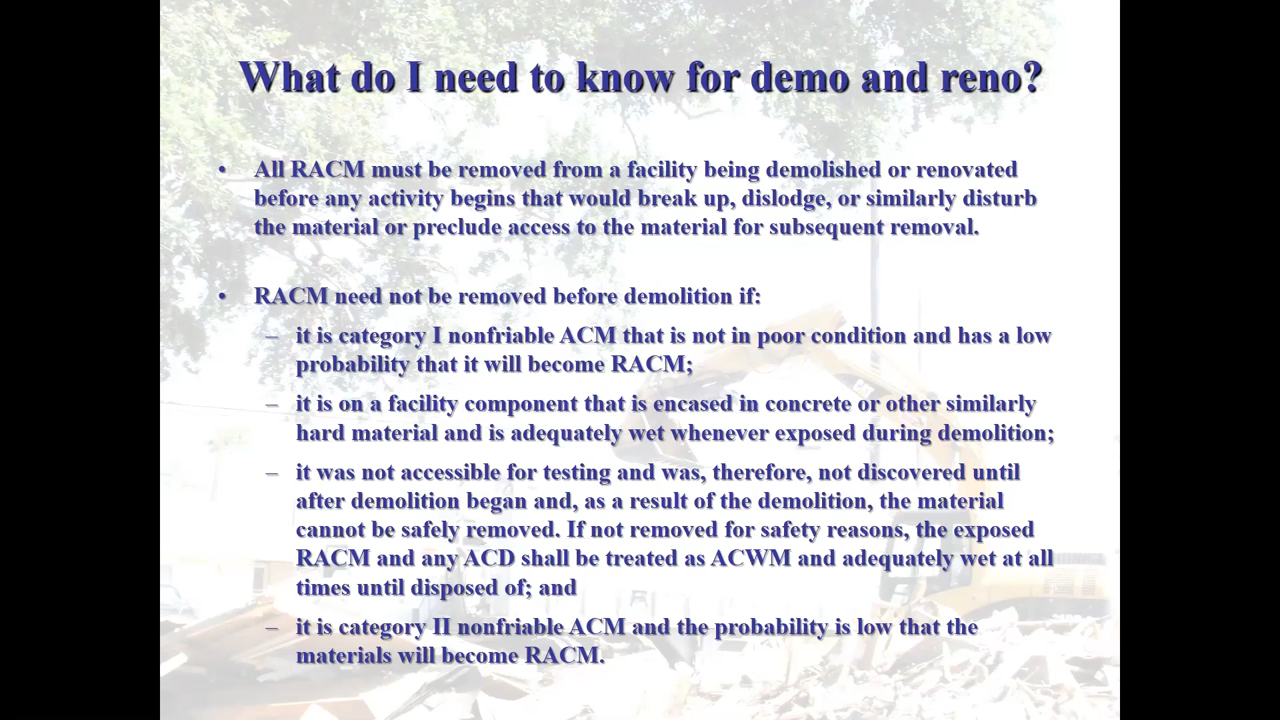 What do I need to know for demo and reno?
• All RACM must be removed from a facility being demolished or renovated
before any activity begins that would break up, dislodge, or similarly disturb
the material or preclude access to the material for subsequent removal.
• RACM need not be removed before demolition if:
– it is category I nonfriable ACM that is not in poor condition and has a low
probability that it will become RACM;
– it is on a facility component that is encased in concrete or other similarly
hard material and is adequately wet whenever exposed during demolition;
– it was not accessible for testing and was, therefore, not discovered until
after demolition began and, as a result of the demolition, the material
cannot be safely removed. If not removed for safety reasons, the exposed
RACM and any ACD shall be treated as ACWM and adequately wet at all
times until disposed of; and
– it is category II nonfriable ACM and the probability is low that the
materials will become RACM.